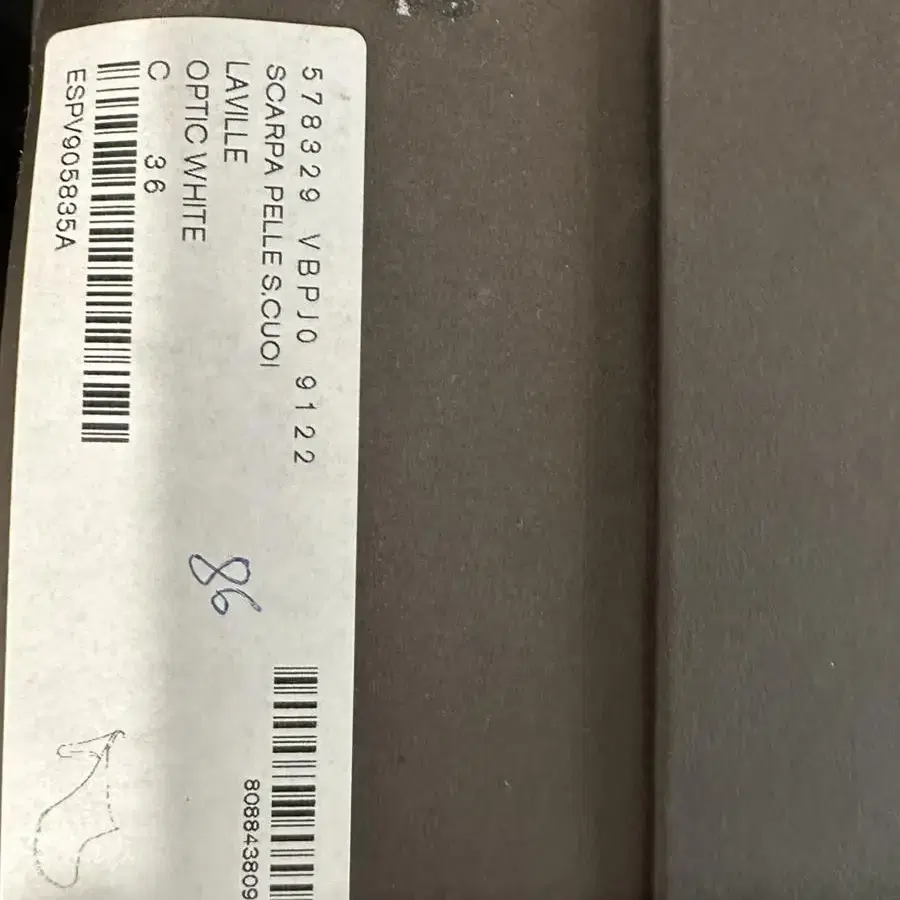 578329 VBPJ0 9122
SCARPA PELLE S.CUOI
LAVILLE
OPTIC WHITE
C 36
ESPV905835A
86
808843809